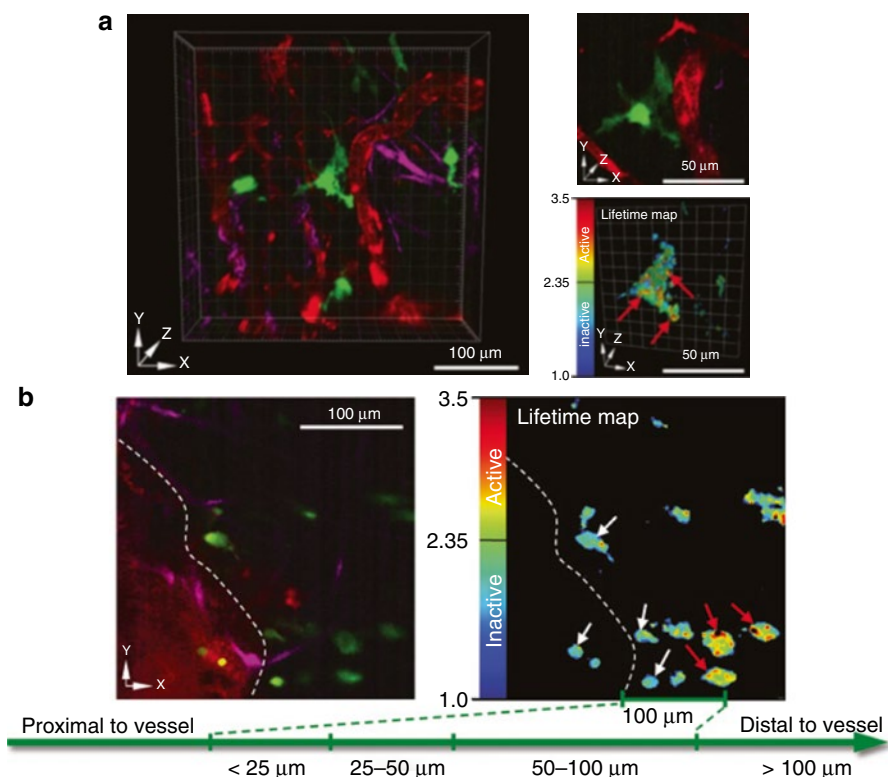 a
Y
Z
X
100 μm
Y
Z
X
50 μm
3.5
Active
2.35
inactive
1.0
Lifetime map
Y
Z
X
50 μm
b
100 μm
Y
X
3.5
Active
2.35
Inactive
1.0
Lifetime map
100 μm
Proximal to vessel
Distal to vessel
< 25 μm
25–50 μm
50–100 μm
> 100 μm